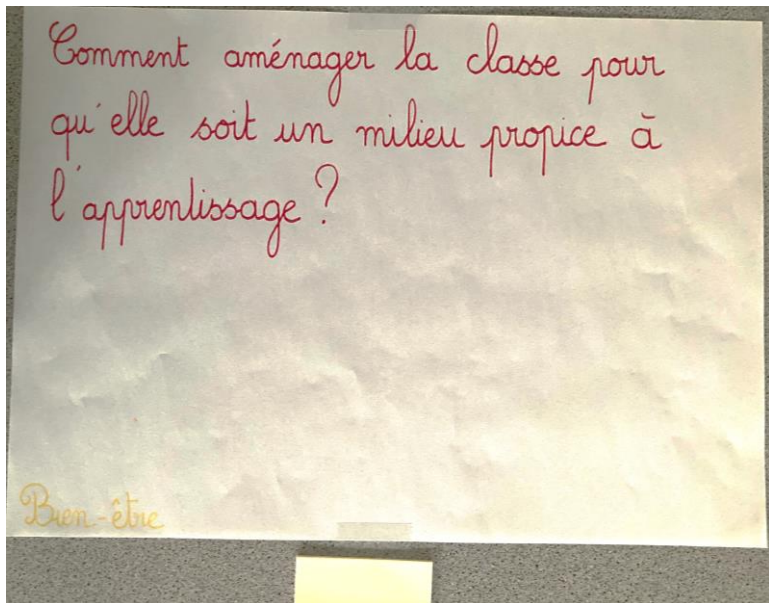 Comment aménager la classe pour
qu'elle soit un milieu propice à
l'apprentissage ?
Bien-être